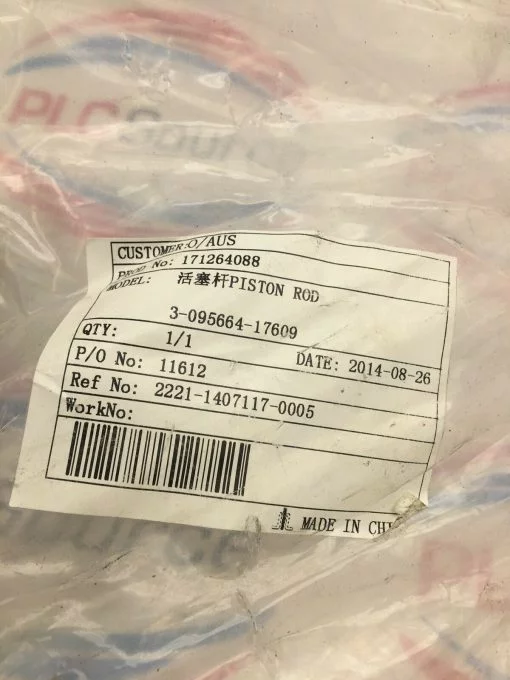 PLCSource
CUSTOMER:O/AUS
PROD No: 171264088
MODEL: 活塞杆PISTON ROD
3-095664-17609
QTY: 1/1 DATE: 2014-08-26
P/O No: 11612
Ref No: 2221-1407117-0005
WorkNo:
MADE IN